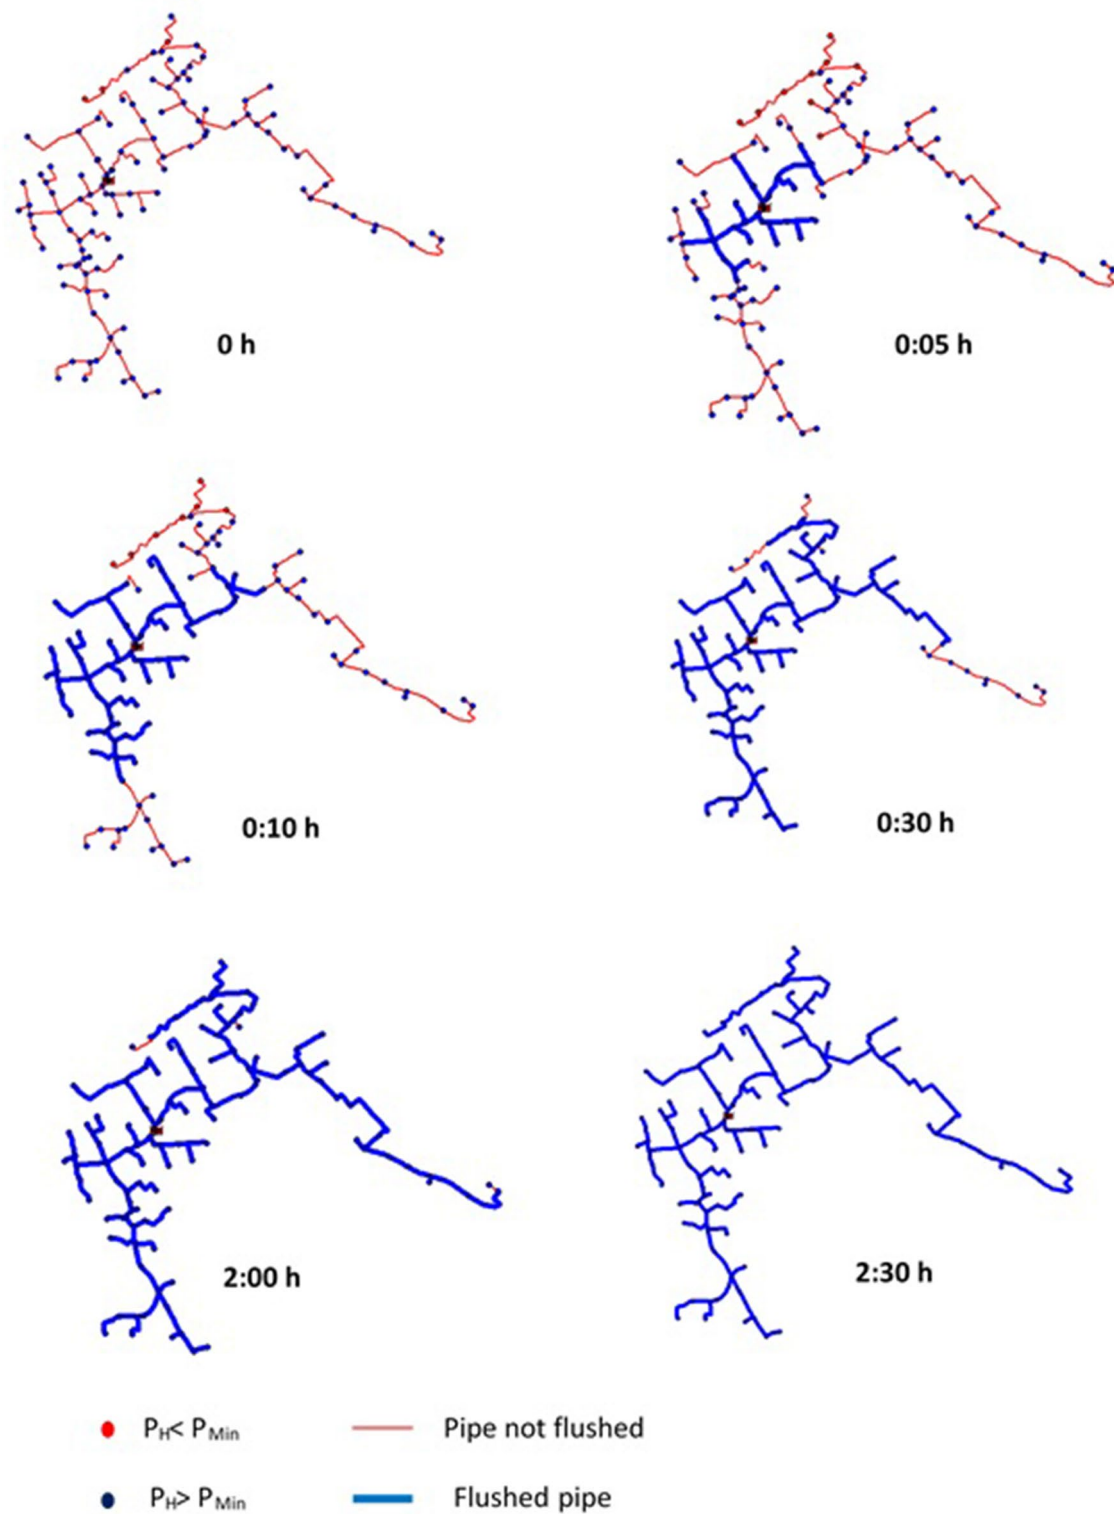 0 h
0:05 h
0:10 h
0:30 h
2:00 h
2:30 h
PH< PMin
Pipe not flushed
PH> PMin
Flushed pipe